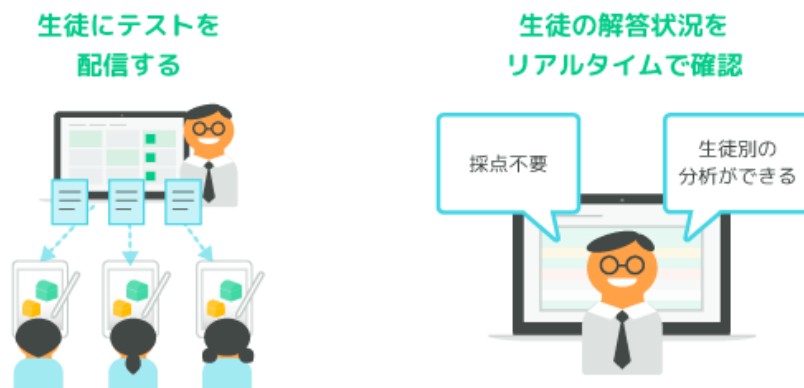 生徒にテストを
配信する
生徒の解答状況を
リアルタイムで確認
採点不要
生徒別の
分析ができる